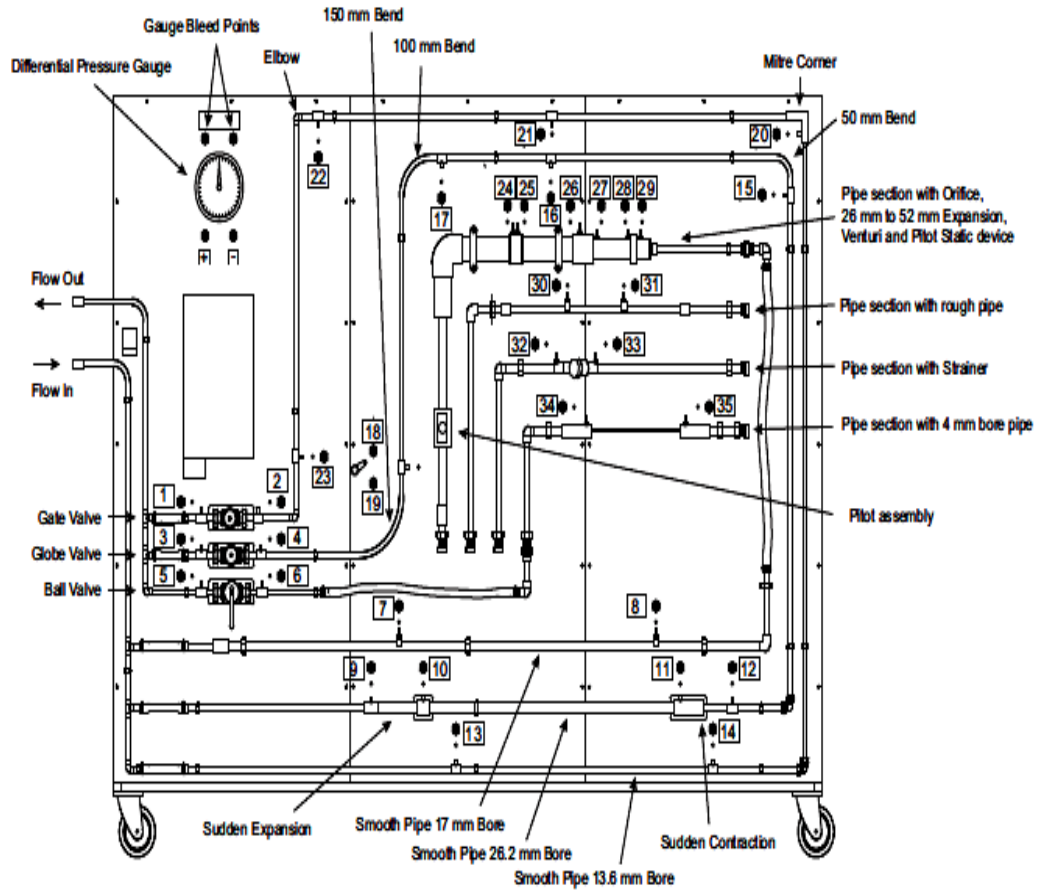 150 mm Bend
Gauge Bleed Points
100 mm Bend
Differential Pressure Gauge
Elbow
Mitre Corner
50 mm Bend
21
20
22
15
17
24
25
16
26
27
28
29
Pipe section with Orifice,
26 mm to 52 mm Expansion,
Venturi and Pitot Static device
+
-
Flow Out
30
31
Pipe section with rough pipe
32
33
Flow In
Pipe section with Strainer
34
35
Pipe section with 4 mm bore pipe
18
23
19
1
2
Gate Valve
Pitot assembly
3
4
Globe Valve
5
6
Ball Valve
7
8
9
10
11
12
13
14
Sudden Expansion
Smooth Pipe 17 mm Bore
Sudden Contraction
Smooth Pipe 26.2 mm Bore
Smooth Pipe 13.6 mm Bore